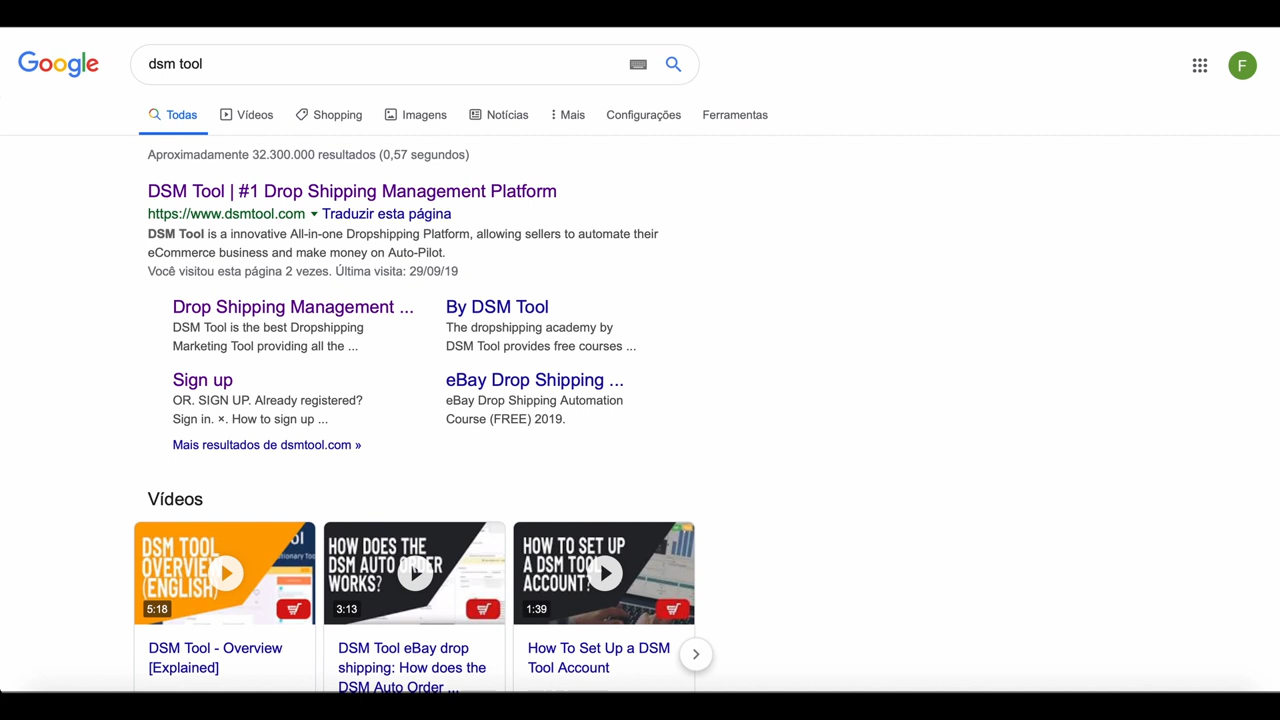 Google
dsm tool
F
Todas Vídeos Shopping Imagens Notícias Mais Configurações Ferramentas
Aproximadamente 32.300.000 resultados (0,57 segundos)
DSM Tool | #1 Drop Shipping Management Platform
https://www.dsmtool.com Traduzir esta página
DSM Tool is a innovative All-in-one Dropshipping Platform, allowing sellers to automate their
eCommerce business and make money on Auto-Pilot.
Você visitou esta página 2 vezes. Última visita: 29/09/19
Drop Shipping Management ...
DSM Tool is the best Dropshipping
Marketing Tool providing all the ...
By DSM Tool
The dropshipping academy by
DSM Tool provides free courses ...
Sign up
OR. SIGN UP. Already registered?
Sign in. ×. How to sign up ...
eBay Drop Shipping ...
eBay Drop Shipping Automation
Course (FREE) 2019.
Mais resultados de dsmtool.com »
Vídeos
DSM TOOL
OVERVIEW
(ENGLISH)
5:18
DSM Tool - Overview
[Explained]
HOW DOES THE
DSM AUTO ORDER
WORKS?
3:13
DSM Tool eBay drop
shipping: How does the
DSM Auto Order ...
HOW TO SET UP
A DSM TOOL
ACCOUNT?
1:39
How To Set Up a DSM
Tool Account